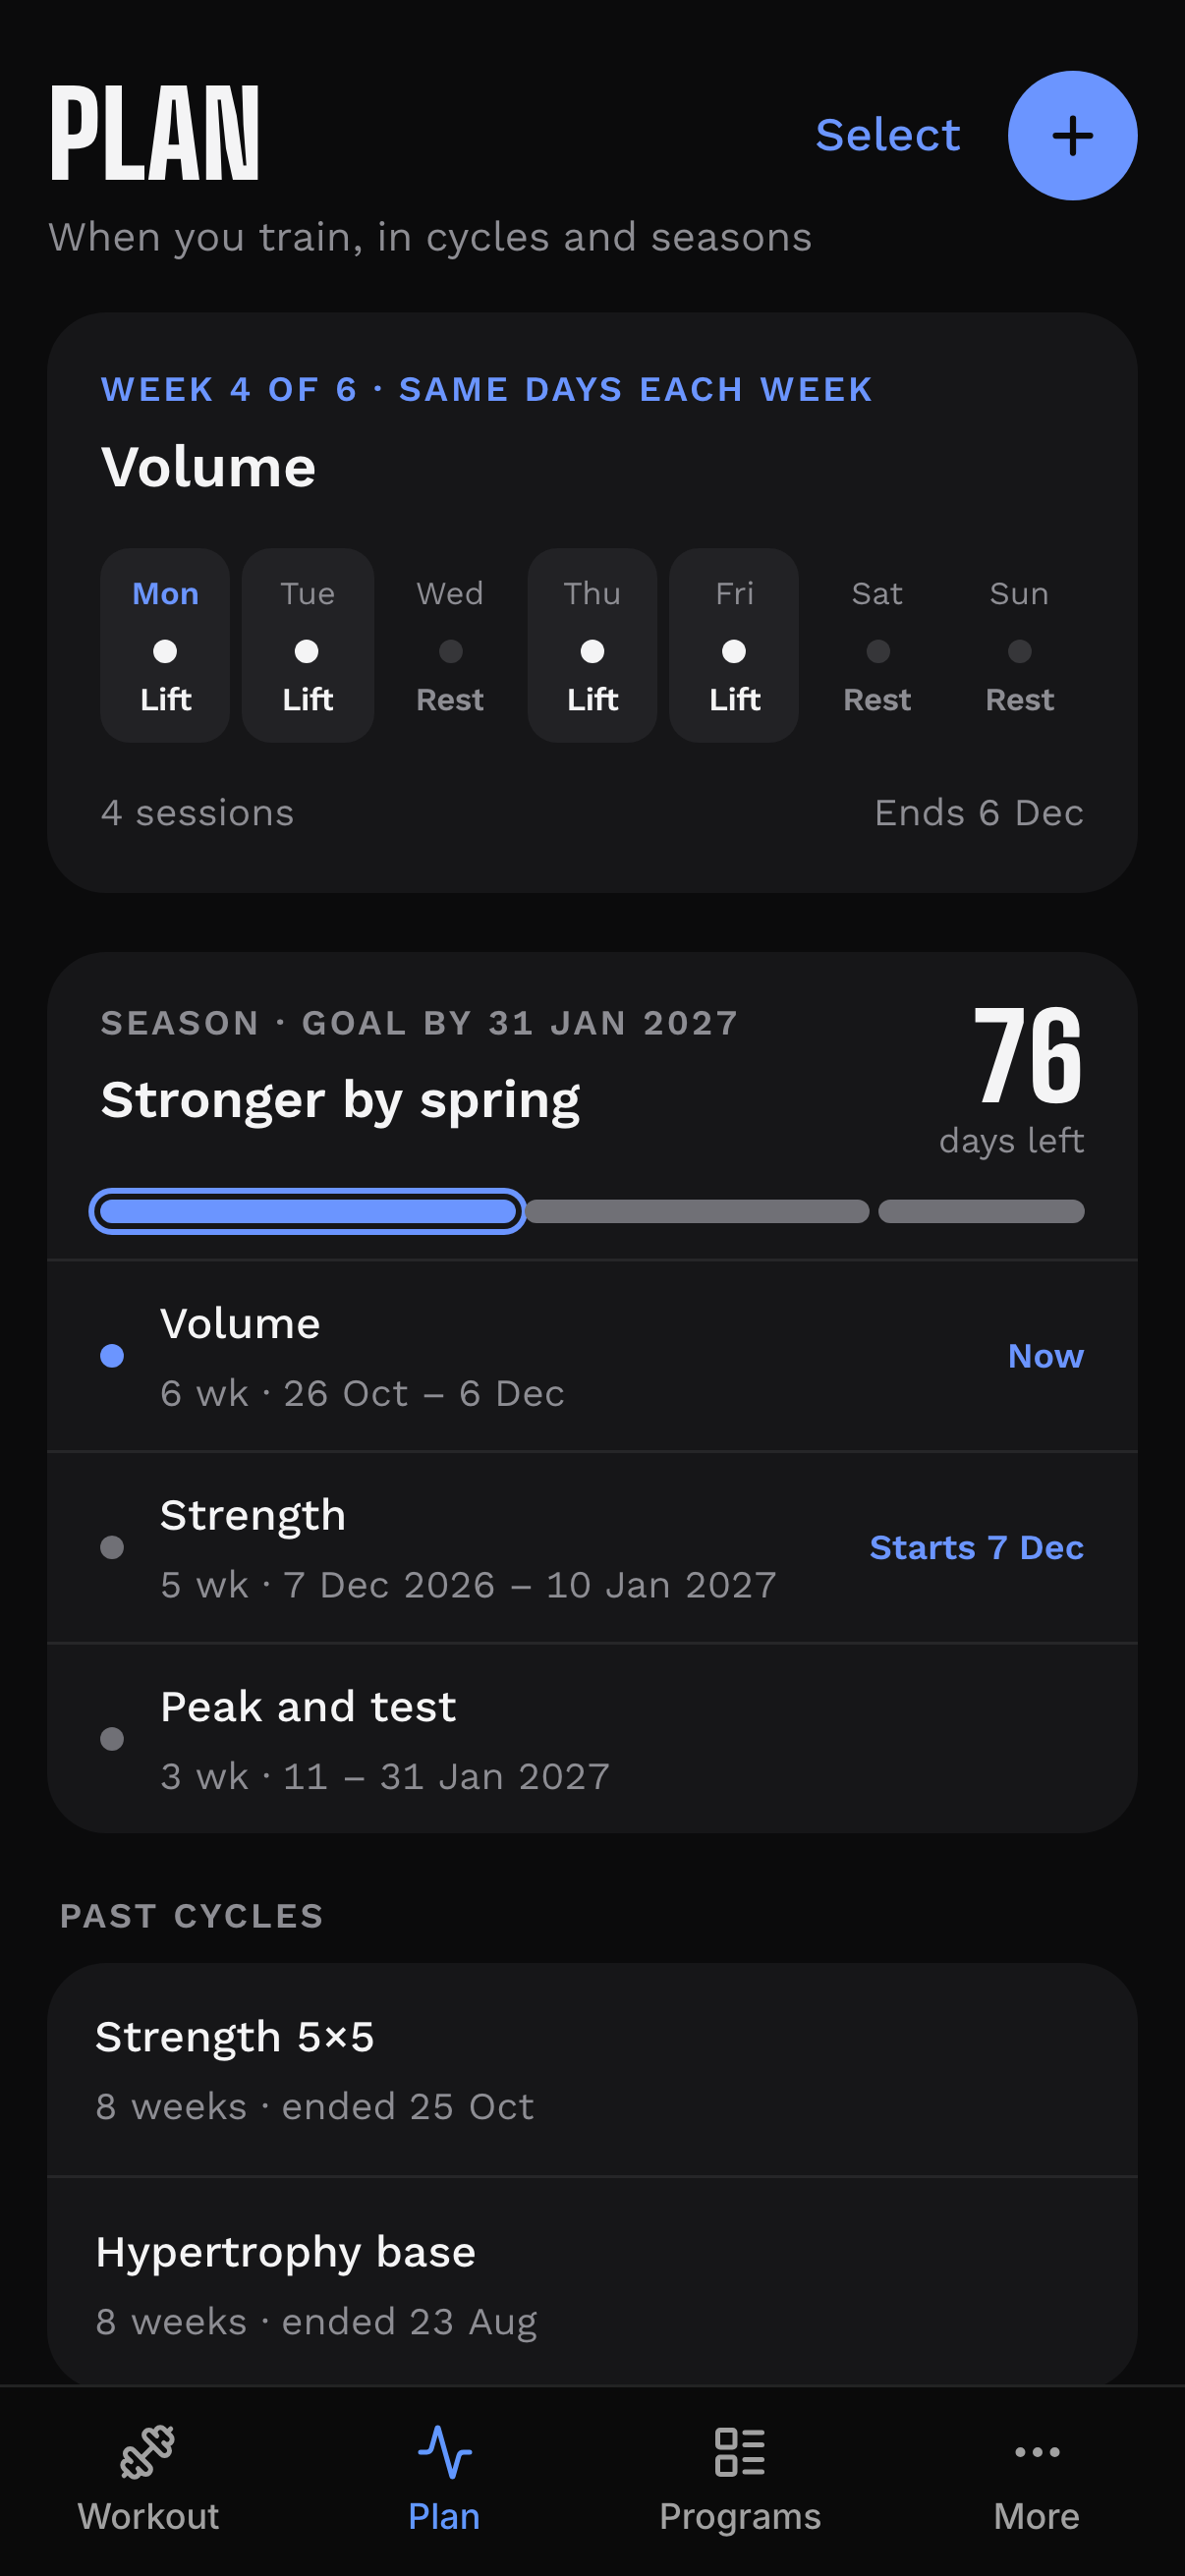 PLAN
Select
When you train, in cycles and seasons
WEEK 4 OF 6 · SAME DAYS EACH WEEK
Volume
Mon Tue Wed Thu Fri Sat Sun
Lift Lift Rest Lift Lift Rest Rest
4 sessions
Ends 6 Dec
SEASON · GOAL BY 31 JAN 2027
76
Stronger by spring
days left
Volume
6 wk · 26 Oct – 6 Dec
Now
Strength
5 wk · 7 Dec 2026 – 10 Jan 2027
Starts 7 Dec
Peak and test
3 wk · 11 – 31 Jan 2027
PAST CYCLES
Strength 5×5
8 weeks · ended 25 Oct
Hypertrophy base
8 weeks · ended 23 Aug
Workout Plan Programs More